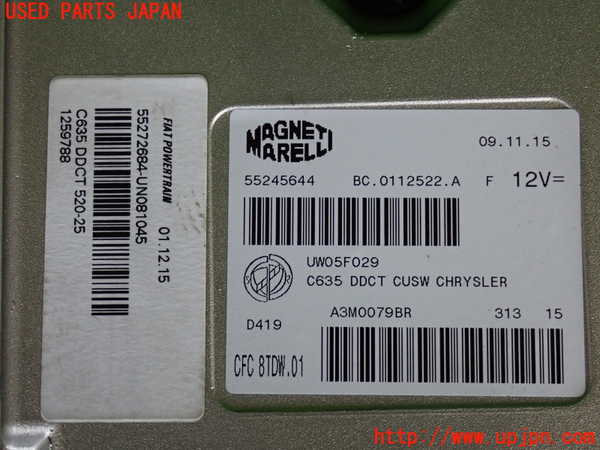 USED PARTS JAPAN
FIAT POWERTRAIN 01.12.15
55272684-UN081045
C635 DDCT 520-25
1259788
MAGNETI
MARELLI
09.11.15
55245644 BC.0112522.A F 12V=
UW05F029
C635 DDCT CUSW CHRYSLER
D419 A3M0079BR 313 15
CFC 8TDW.01
http://www.upjpn.com/